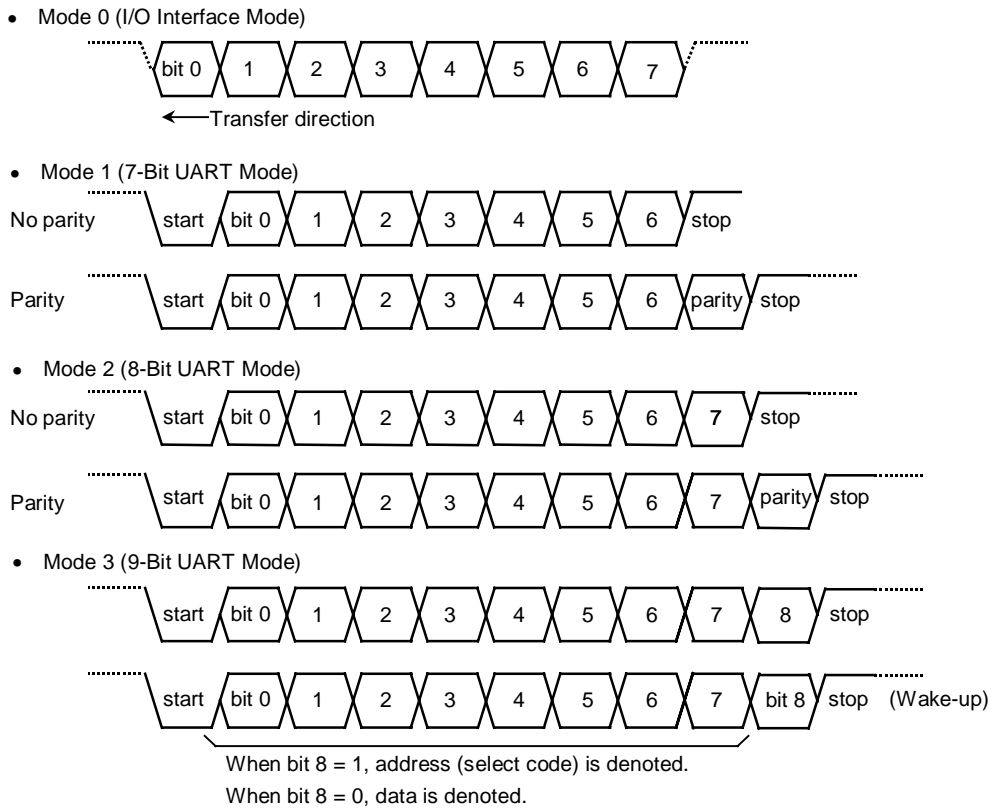 • Mode 0 (I/O Interface Mode)
bit 0 1 2 3 4 5 6 7
Transfer direction
• Mode 1 (7-Bit UART Mode)
No parity start bit 0 1 2 3 4 5 6 stop
Parity start bit 0 1 2 3 4 5 6 parity stop
• Mode 2 (8-Bit UART Mode)
No parity start bit 0 1 2 3 4 5 6 7 stop
Parity start bit 0 1 2 3 4 5 6 7 parity stop
• Mode 3 (9-Bit UART Mode)
start bit 0 1 2 3 4 5 6 7 8 stop
start bit 0 1 2 3 4 5 6 7 bit 8 stop (Wake-up)
When bit 8 = 1, address (select code) is denoted.
When bit 8 = 0, data is denoted.